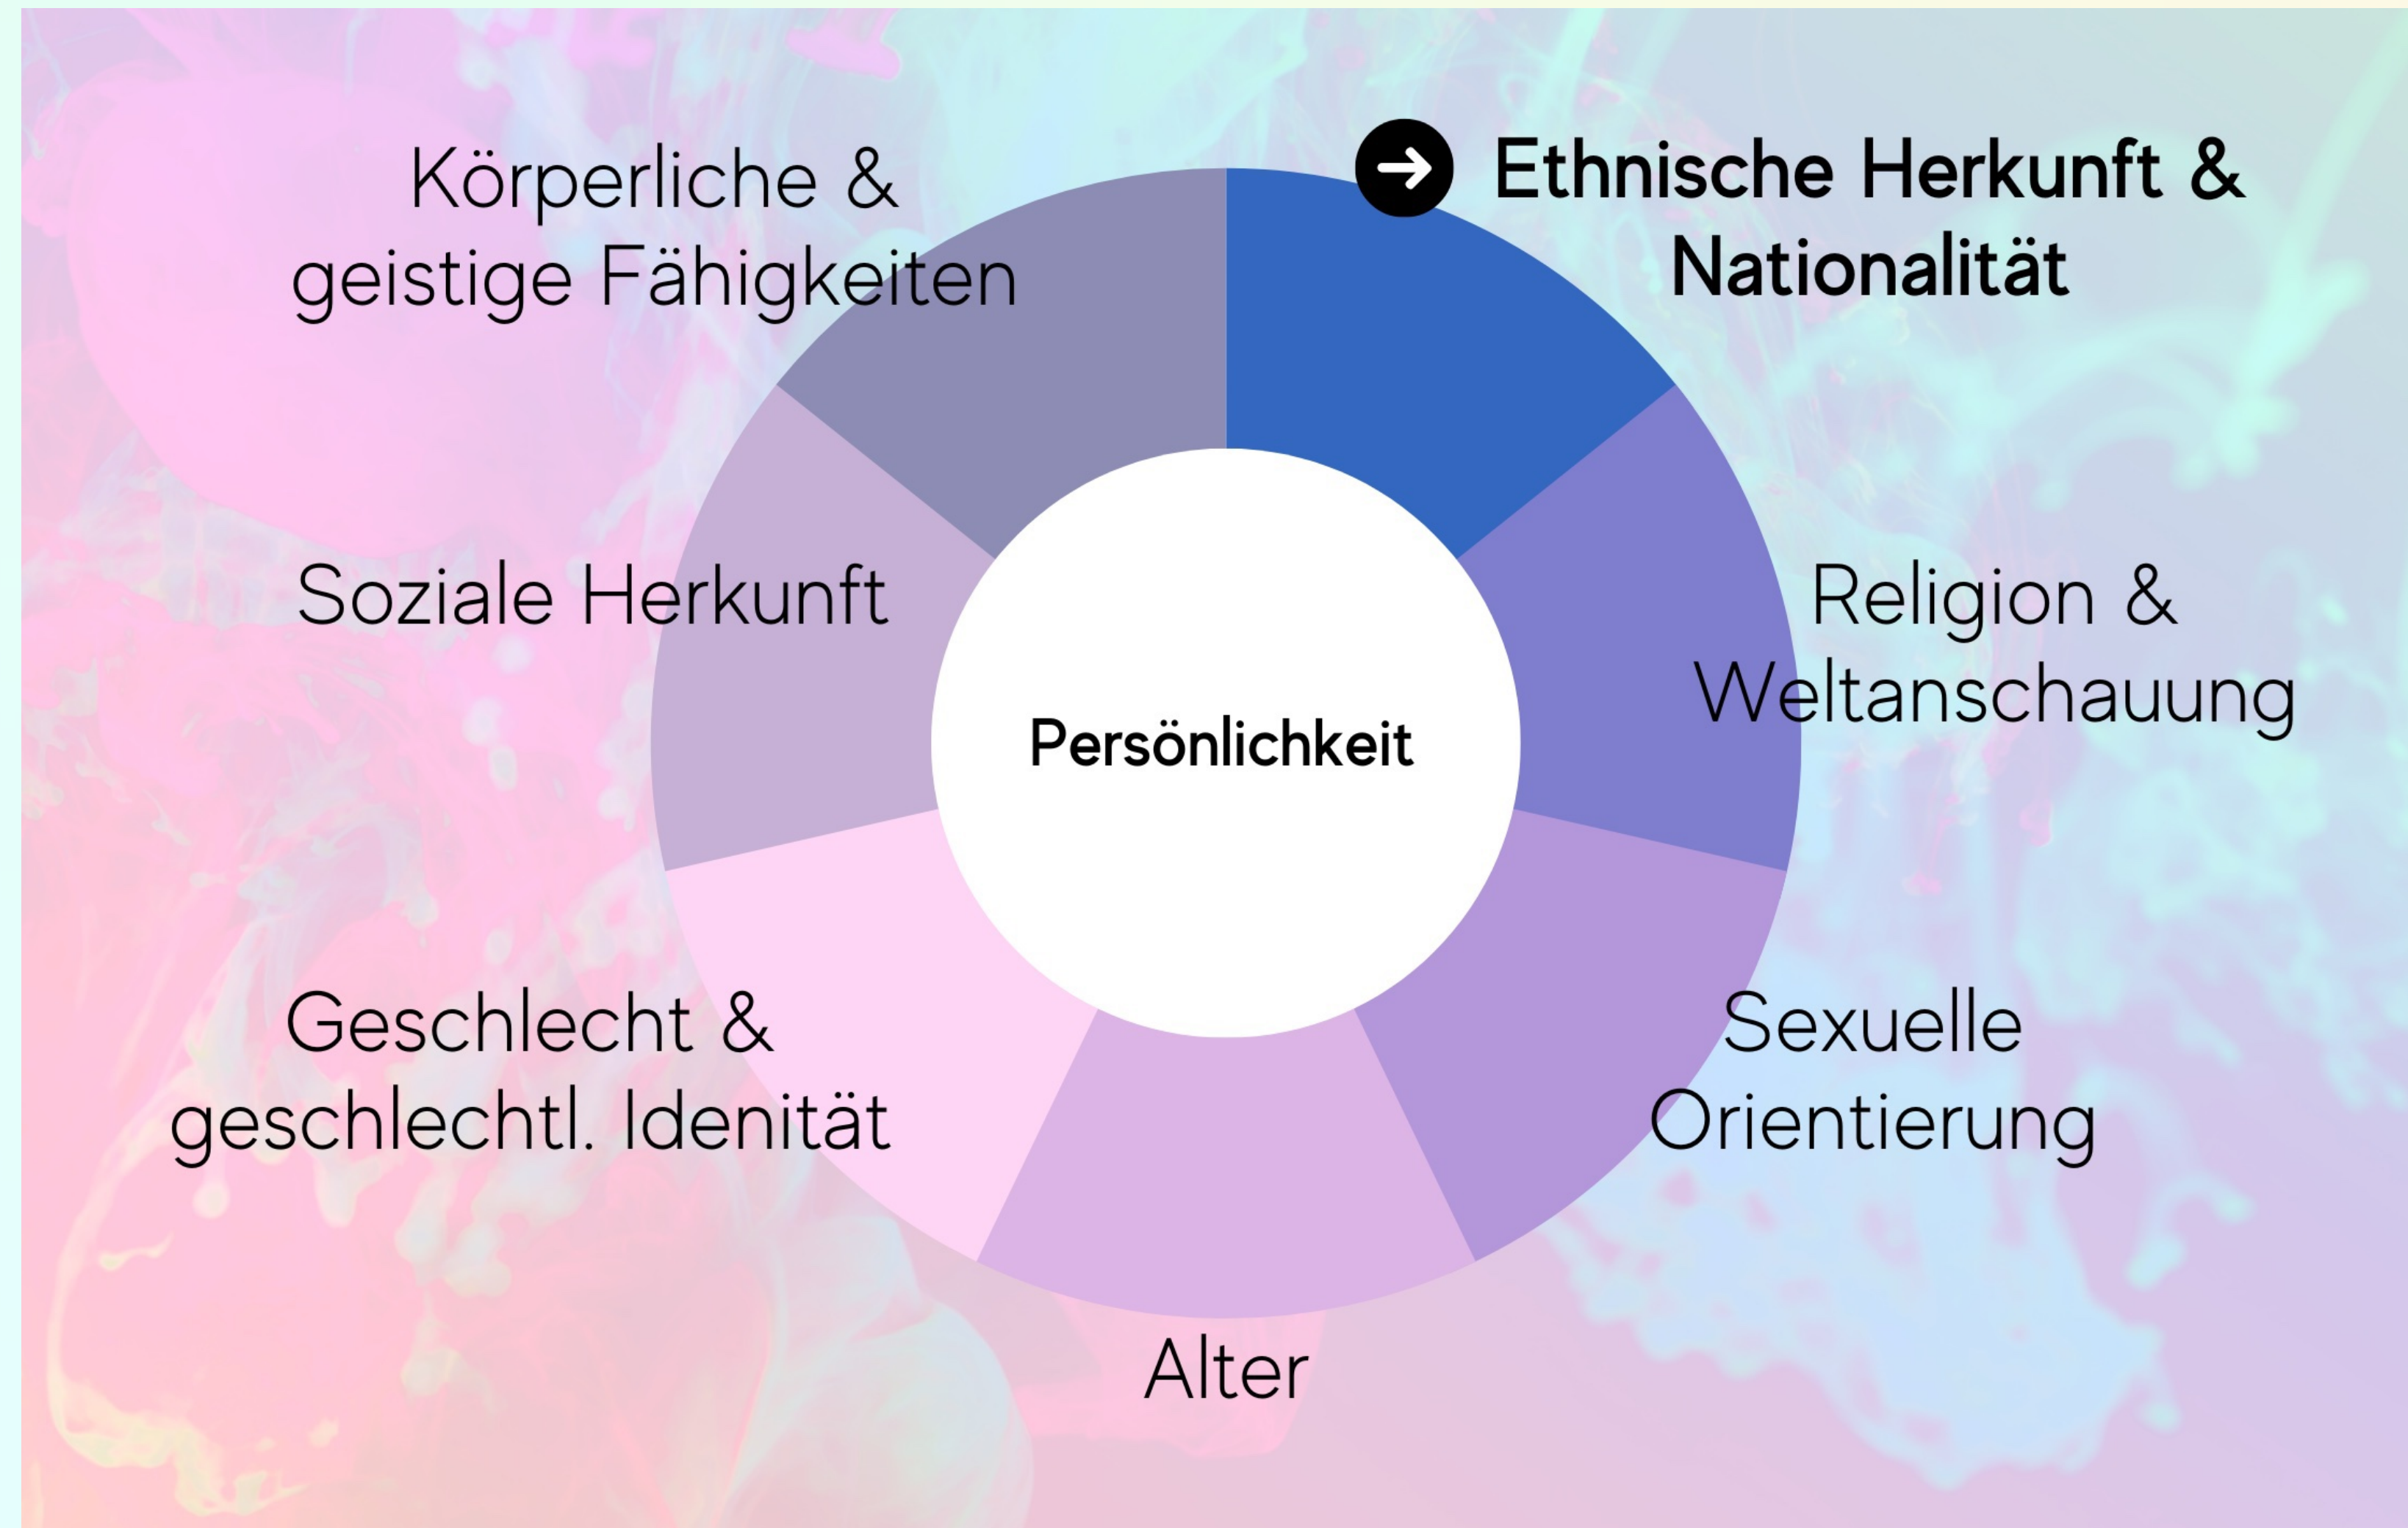 Körperliche &
geistige Fähigkeiten
Ethnische Herkunft &
Nationalität
Soziale Herkunft
Religion &
Weltanschauung
Persönlichkeit
Geschlecht &
geschlechtl. Idenität
Sexuelle
Orientierung
Alter